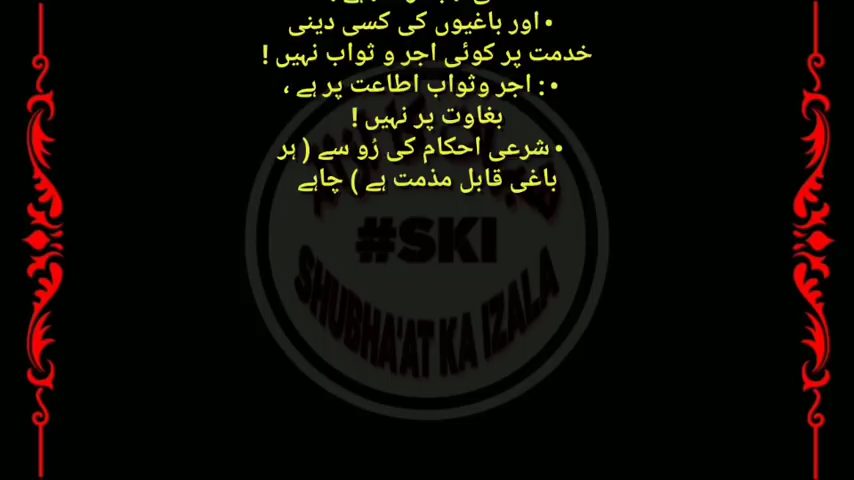 • اور باغیوں کی کسی دینی
خدمت پر کوئی اجر و ثواب نہیں !
• : اجر وثواب اطاعت پر ہے ،
بغاوت پر نہیں !
• شرعی احکام کی رُو سے ( ہر
باغی قابل مذمت ہے ) چاہے
#SKI
SHUBHA'AT KA IZALA